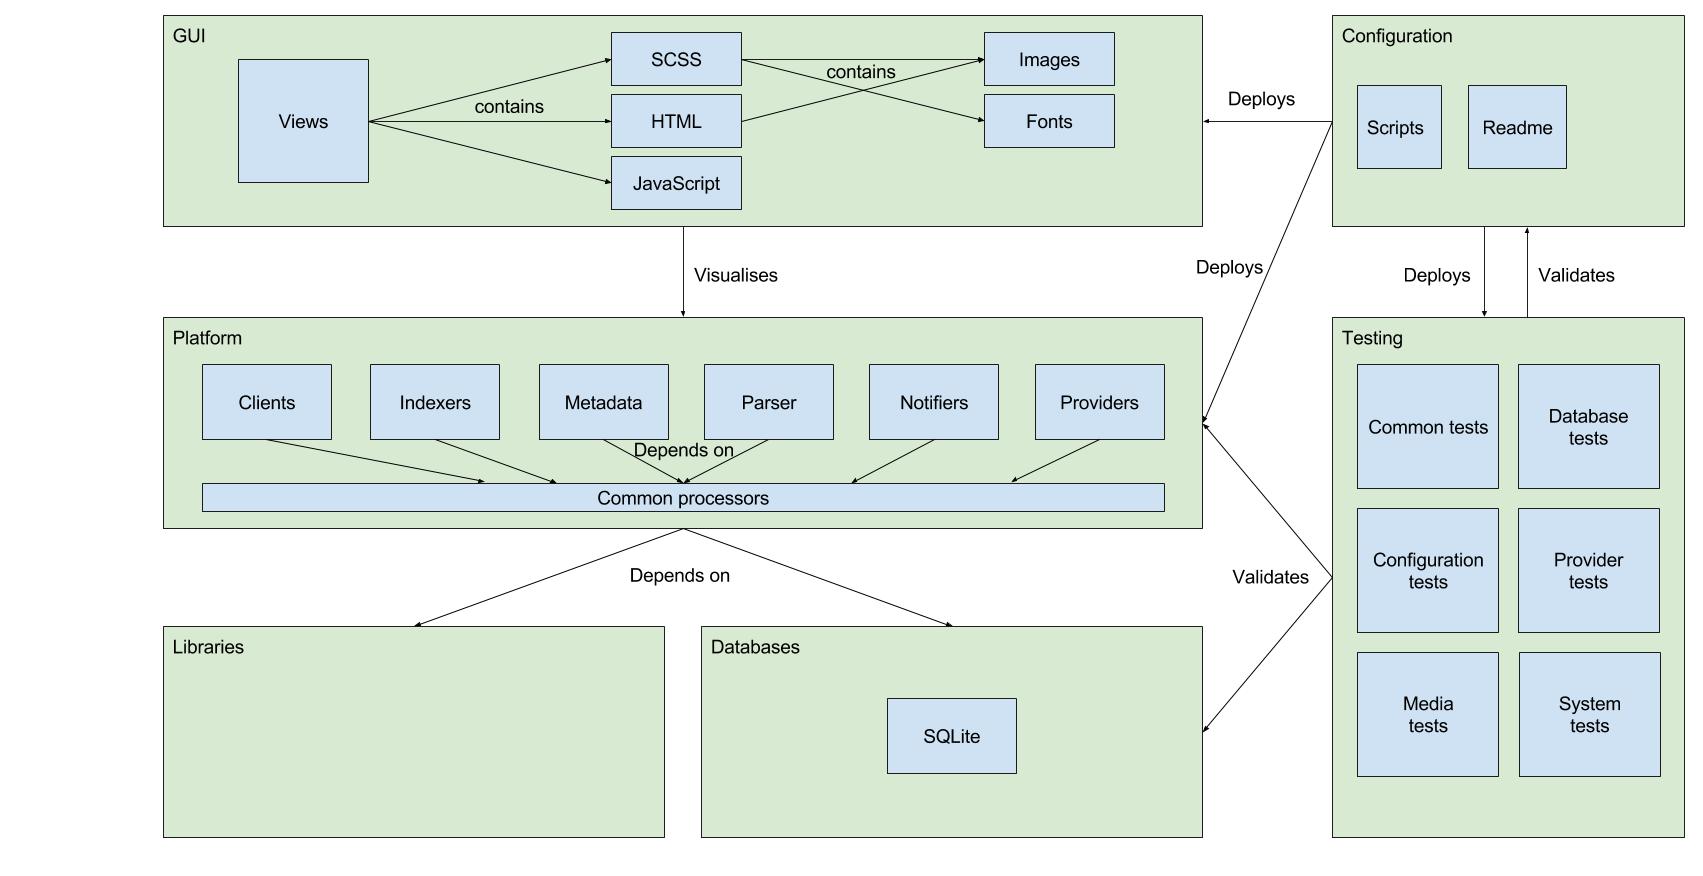 GUI
Views
contains
SCSS
HTML
JavaScript
contains
Images
Fonts
Deploys
Configuration
Scripts
Readme
Visualises
Deploys
Deploys
Validates
Platform
Clients
Indexers
Metadata
Parser
Notifiers
Providers
Depends on
Common processors
Testing
Common tests
Database
tests
Configuration
tests
Provider
tests
Media
tests
System
tests
Depends on
Validates
Libraries
Databases
SQLite